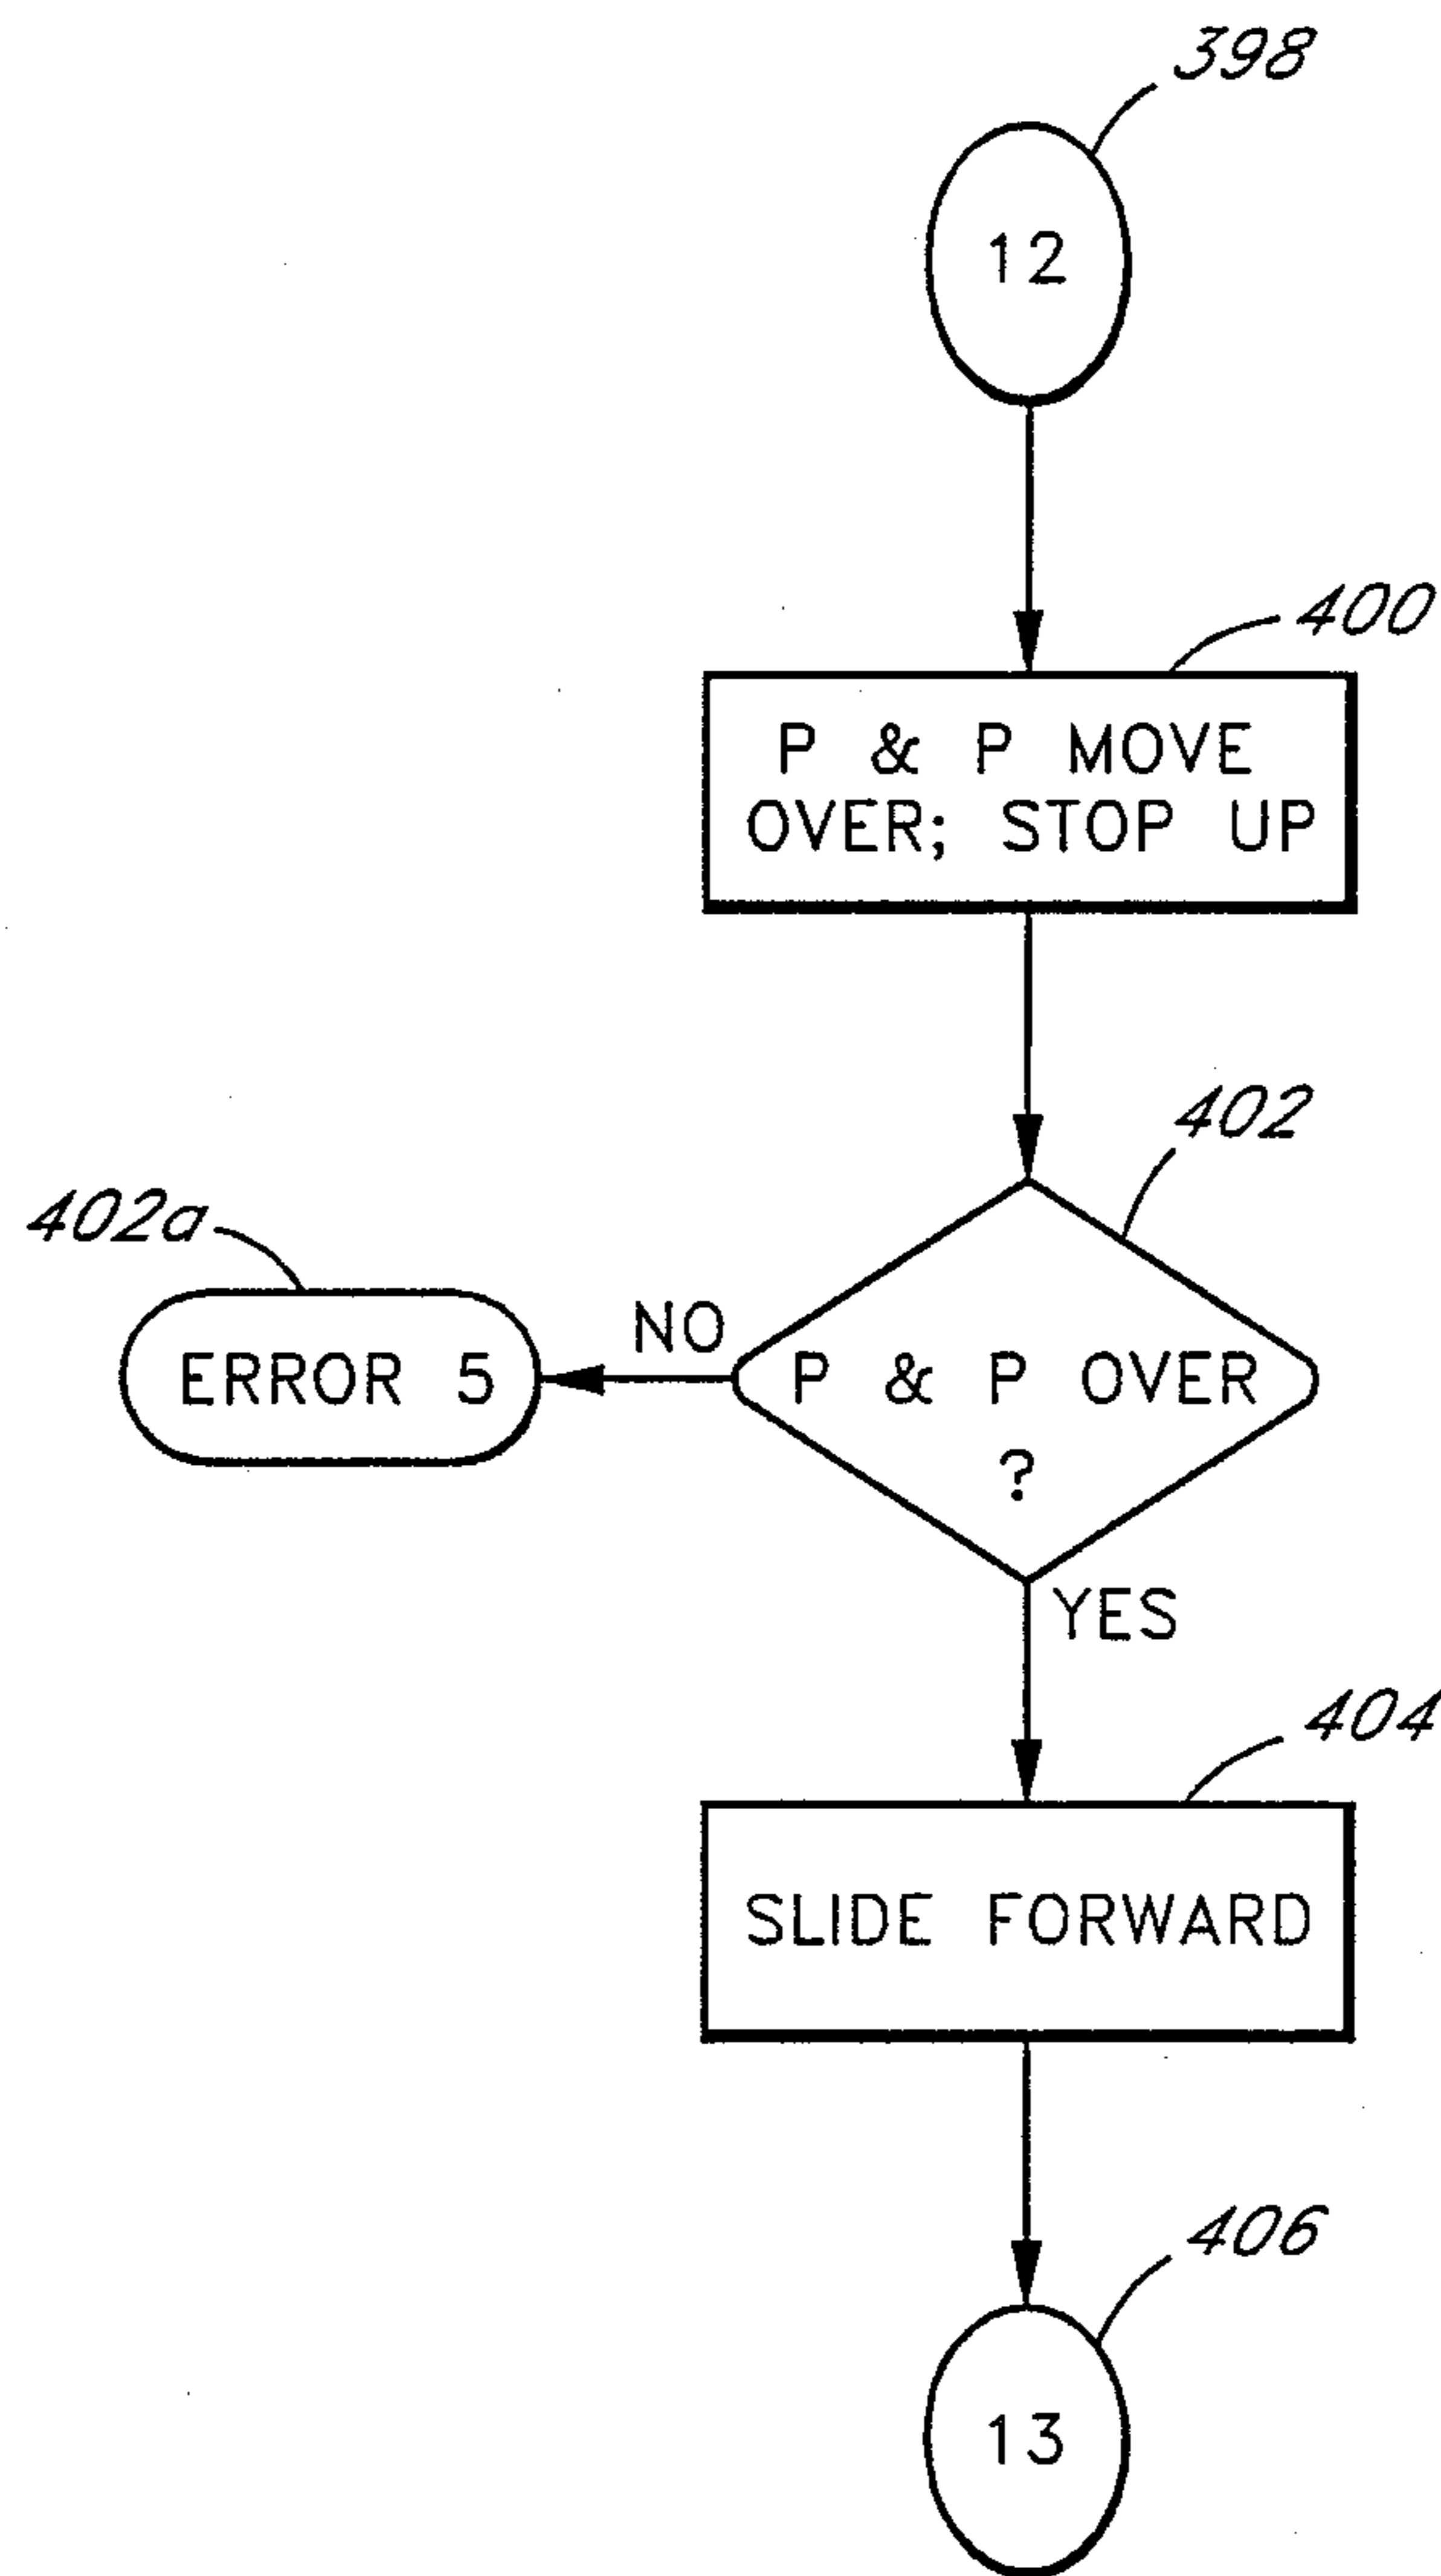 398
12
400
P & P MOVE
OVER; STOP UP
402
402a
NO
ERROR 5
P & P OVER
?
YES
404
SLIDE FORWARD
406
13